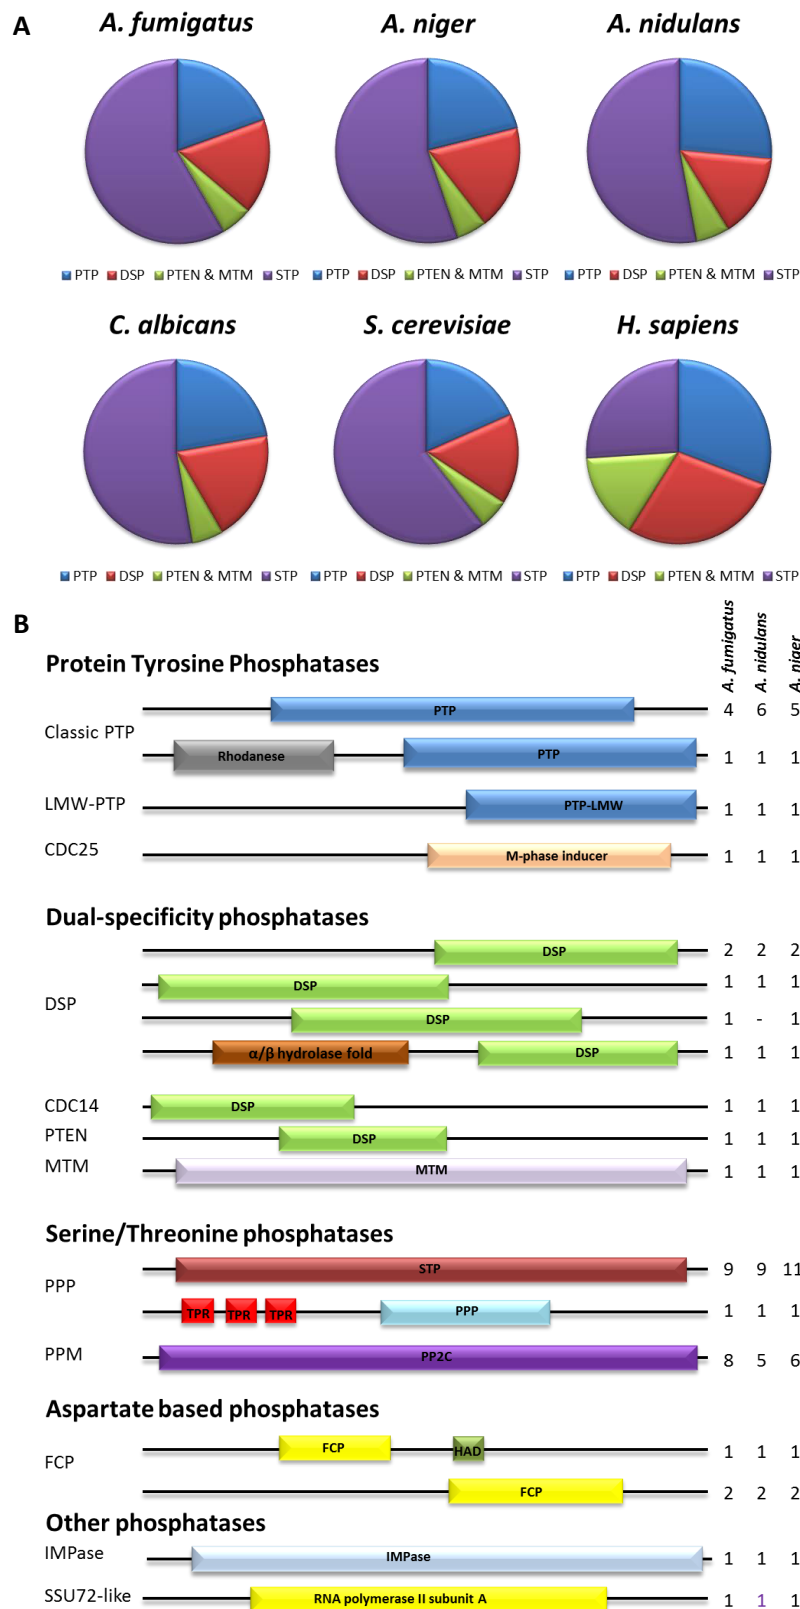 A
A. fumigatus A. niger A. nidulans
PTP DSP PTEN & MTM STP PTP DSP PTEN & MTM STP PTP DSP PTEN & MTM STP
C. albicans S. cerevisiae H. sapiens
PTP DSP PTEN & MTM STP PTP DSP PTEN & MTM STP PTP DSP PTEN & MTM STP
B
A. fumigatus A. nidulans A. niger
Protein Tyrosine Phosphatases
PTP 4 6 5
Classic PTP
Rhodanese PTP 1 1 1
LMW-PTP PTP-LMW 1 1 1
CDC25 M-phase inducer 1 1 1
Dual-specificity phosphatases
DSP 2 2 2
DSP 1 1 1
DSP
DSP 1 - 1
α/β hydrolase fold DSP 1 1 1
CDC14 DSP 1 1 1
PTEN DSP 1 1 1
MTM MTM 1 1 1
Serine/Threonine phosphatases
STP 9 9 11
PPP
TPR TPR TPR PPP 1 1 1
PPM PP2C 8 5 6
Aspartate based phosphatases
FCP HAD 1 1 1
FCP
FCP 2 2 2
Other phosphatases
IMPase IMPase 1 1 1
SSU72-like RNA polymerase II subunit A 1 1 1